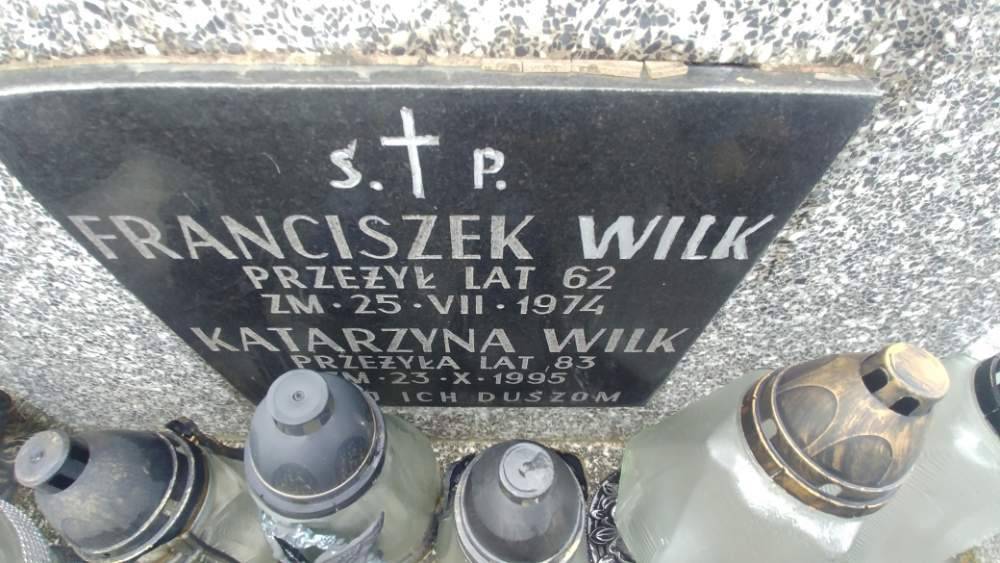 Ś. P.
FRANCISZEK WILK
PRZEŻYŁ LAT 62
ZM·25·VII·1974
KATARZYNA WILK
PRZEŻYŁA LAT 83
M·23·X·1995
ICH DUSZOM